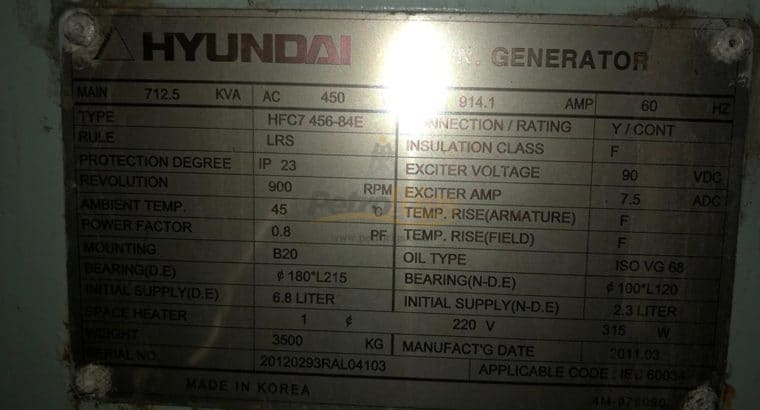 HYUNDAI N. GENERATOR
MAIN 712.5 KVA AC 450 914.1 AMP 60 HZ
TYPE HFC7 456-84E CONNECTION / RATING Y / CONT
RULE LRS INSULATION CLASS F
PROTECTION DEGREE IP 23 EXCITER VOLTAGE 90 VDC
REVOLUTION 900 RPM EXCITER AMP 7.5 ADC
AMBIENT TEMP. 45 ℃ TEMP. RISE(ARMATURE) F
POWER FACTOR 0.8 PF TEMP. RISE(FIELD) F
MOUNTING B20 OIL TYPE ISO VG 68
BEARING(D.E) ¢180*L215 BEARING(N-D.E) ¢100*L120
INITIAL SUPPLY(D.E) 6.8 LITER INITIAL SUPPLY(N-D.E) 2.3 LITER
SPACE HEATER 1 ¢ 220 V 315 W
WEIGHT 3500 KG MANUFACT'G DATE 2011.03
SERIAL NO. 20120293RAL04103 APPLICABLE CODE : IEC 60034
MADE IN KOREA